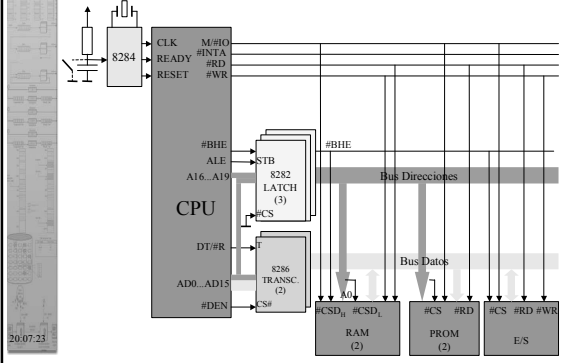 8284
CLK
READY
RESET
M/#IO
#INTA
#RD
#WR
#BHE
ALE
A16...A19
CPU
DT/#R
AD0...AD15
#DEN
#BHE
STB
8282
LATCH
(3)
#CS
Bus Direcciones
T
8286
TRANSC.
(2)
CS#
Bus Datos
A0
#CSD_H #CSD_L
RAM
(2)
#CS #RD
PROM
(2)
#CS #RD #WR
E/S
20:07:23